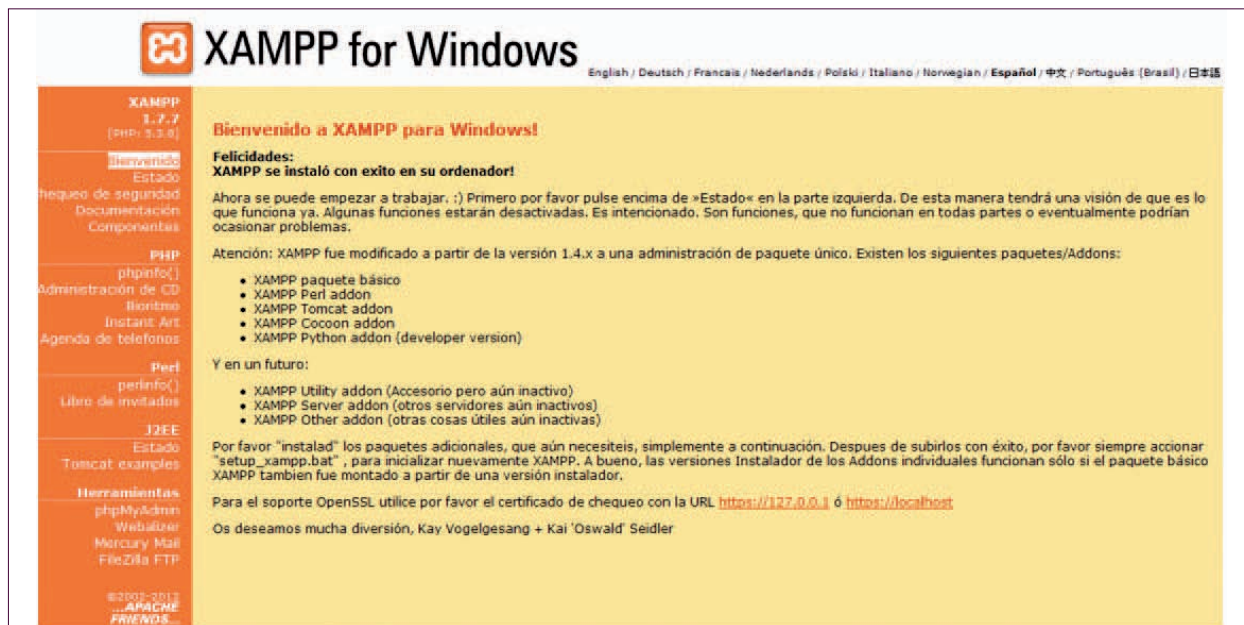 XAMPP for Windows
English / Deutsch / Francais / Nederlands / Polski / Italiano / Norwegian / Español / 中文 / Português (Brasil) / 日本語
XAMPP
1.7.7
[PHP: 5.3.8]
Bienvenido
Estado
hequeo de seguridad
Documentación
Componentes
PHP
phpinfo()
Administración de CD
Bioritmo
Instant Art
Agenda de telefonos
Perl
perlinfo()
Libro de invitados
J2EE
Estado
Tomcat examples
Herramientas
phpMyAdmin
Webalizer
Mercury Mail
FileZilla FTP
©2002-2012
...APACHE
FRIENDS...
Bienvenido a XAMPP para Windows!
Felicidades:
XAMPP se instaló con exito en su ordenador!
Ahora se puede empezar a trabajar. :) Primero por favor pulse encima de »Estado« en la parte izquierda. De esta manera tendrá una visión de que es lo
que funciona ya. Algunas funciones estarán desactivadas. Es intencionado. Son funciones, que no funcionan en todas partes o eventualmente podrían
ocasionar problemas.
Atención: XAMPP fue modificado a partir de la versión 1.4.x a una administración de paquete único. Existen los siguientes paquetes/Addons:
• XAMPP paquete básico
• XAMPP Perl addon
• XAMPP Tomcat addon
• XAMPP Cocoon addon
• XAMPP Python addon (developer version)
Y en un futuro:
• XAMPP Utility addon (Accesorio pero aún inactivo)
• XAMPP Server addon (otros servidores aún inactivos)
• XAMPP Other addon (otras cosas útiles aún inactivas)
Por favor "instalad" los paquetes adicionales, que aún necesiteis, simplemente a continuación. Despues de subirlos con éxito, por favor siempre accionar
"setup_xampp.bat" , para inicializar nuevamente XAMPP. A bueno, las versiones Instalador de los Addons individuales funcionan sólo si el paquete básico
XAMPP tambien fue montado a partir de una versión instalador.
Para el soporte OpenSSL utilice por favor el certificado de chequeo con la URL https://127.0.0.1 ó https://localhost
Os deseamos mucha diversión, Kay Vogelgesang + Kai 'Oswald' Seidler